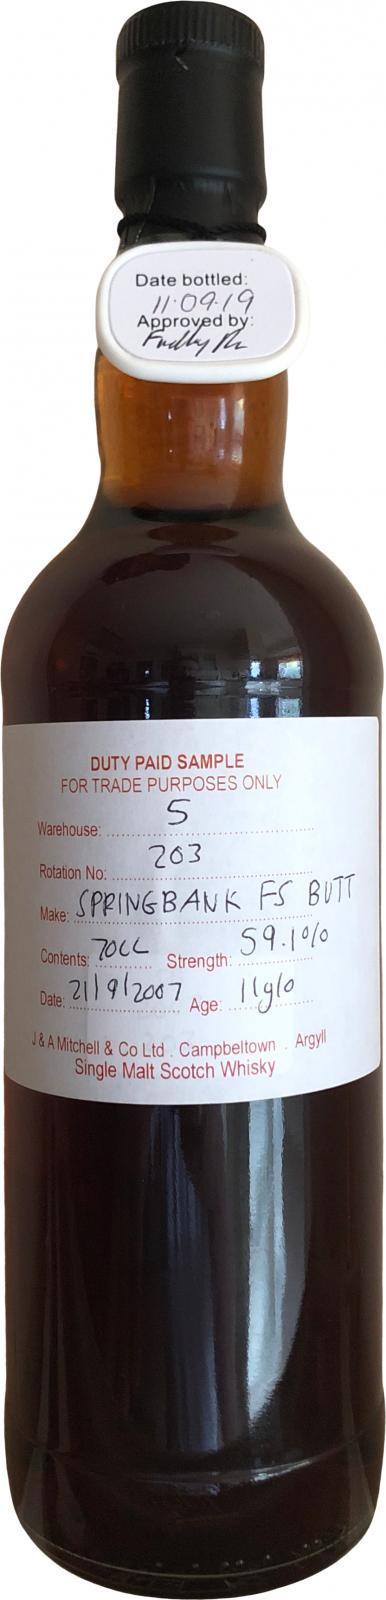 Date bottled:
11.09.19
Approved by:
DUTY PAID SAMPLE
FOR TRADE PURPOSES ONLY
Warehouse: 5
Rotation No: 203
Make: SPRINGBANK FS BUTT
Contents: 70CL Strength: 59.1%
Date: 21/9/2007 Age: 11y/o
J & A Mitchell & Co Ltd . Campbeltown . Argyll
Single Malt Scotch Whisky